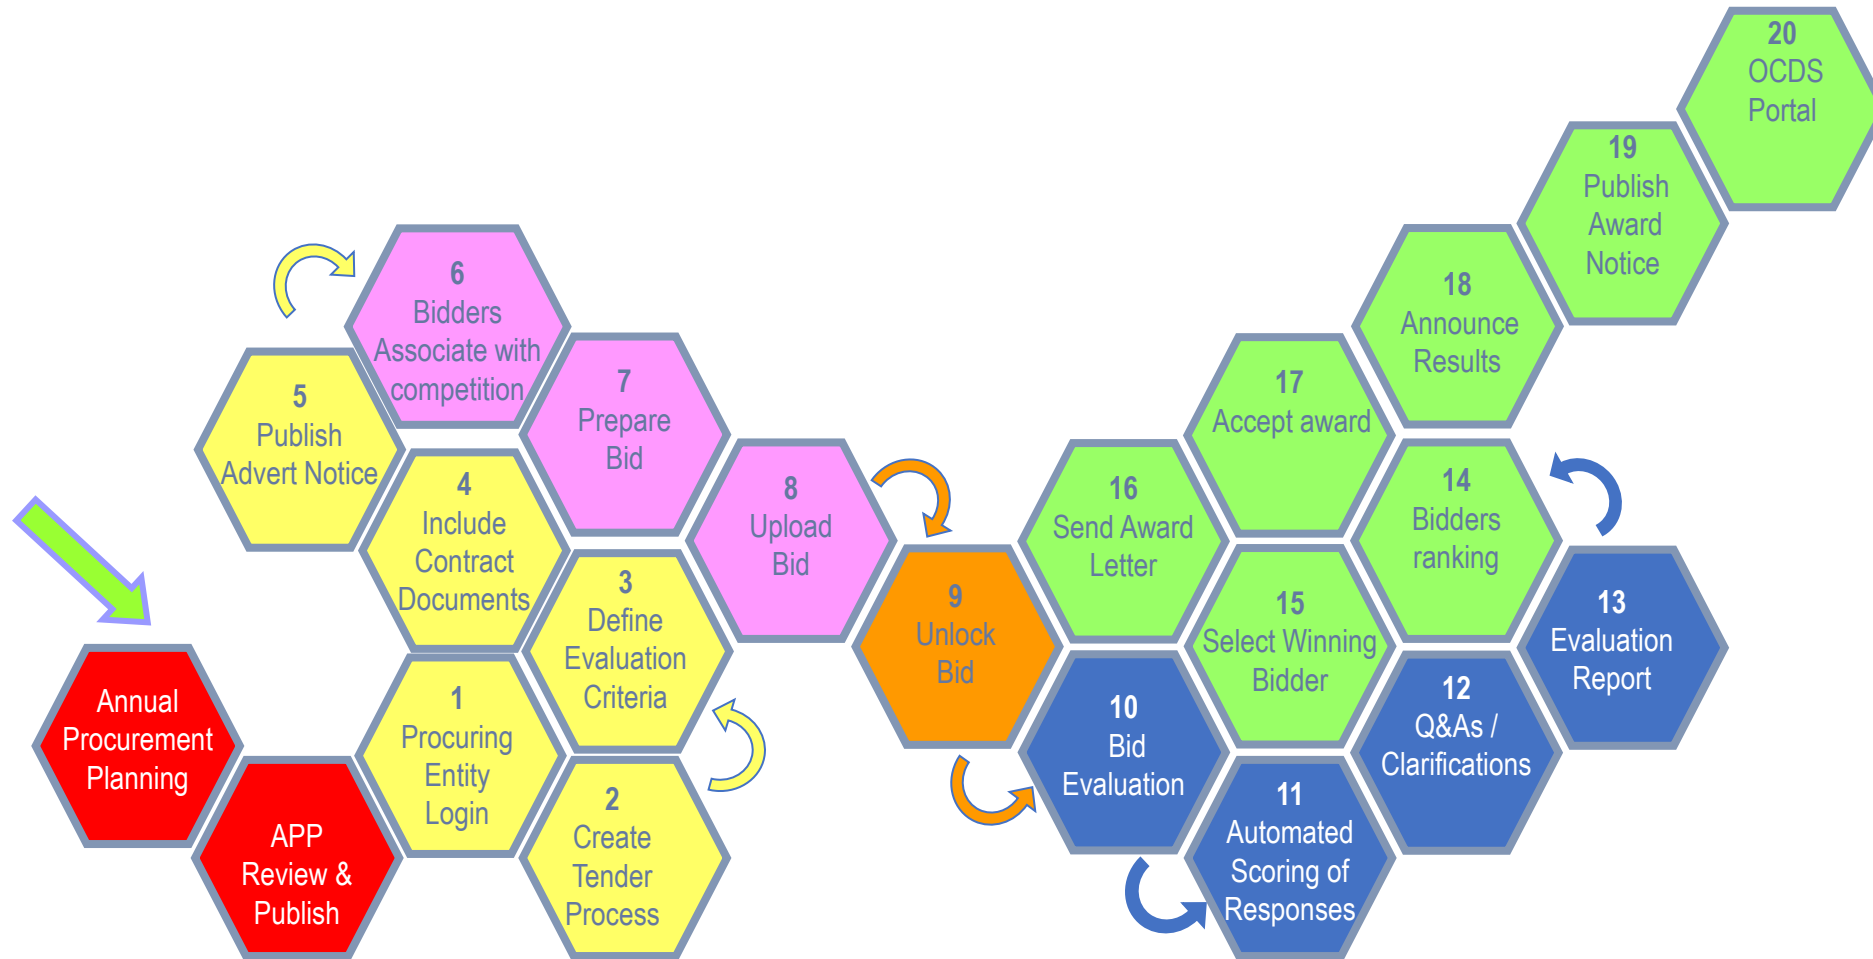 Annual
Procurement
Planning
APP
Review &
Publish
1
Procuring
Entity
Login
2
Create
Tender
Process
3
Define
Evaluation
Criteria
4
Include
Contract
Documents
5
Publish
Advert Notice
6
Bidders
Associate with
competition
7
Prepare
Bid
8
Upload
Bid
9
Unlock
Bid
10
Bid
Evaluation
11
Automated
Scoring of
Responses
12
Q&As /
Clarifications
13
Evaluation
Report
14
Bidders
ranking
15
Select Winning
Bidder
16
Send Award
Letter
17
Accept award
18
Announce
Results
19
Publish
Award
Notice
20
OCDS
Portal